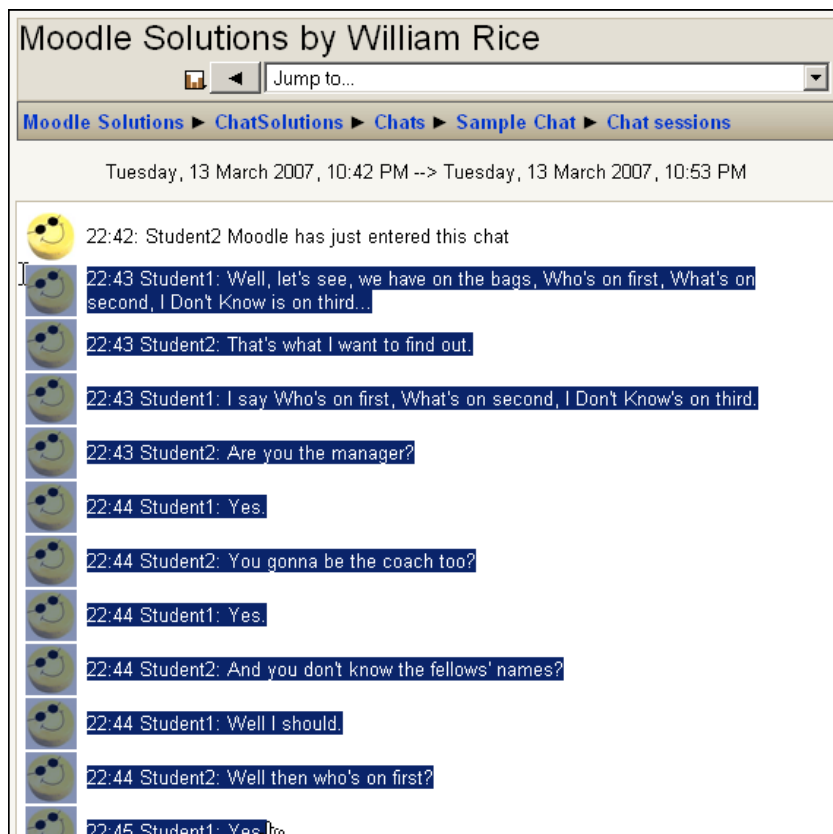 Moodle Solutions by William Rice
Jump to...
Moodle Solutions ► ChatSolutions ► Chats ► Sample Chat ► Chat sessions
Tuesday, 13 March 2007, 10:42 PM --> Tuesday, 13 March 2007, 10:53 PM
22:42: Student2 Moodle has just entered this chat
22:43 Student1: Well, let's see, we have on the bags, Who's on first, What's on
second, I Don't Know is on third...
22:43 Student2: That's what I want to find out.
22:43 Student1: I say Who's on first, What's on second, I Don't Know's on third.
22:43 Student2: Are you the manager?
22:44 Student1: Yes.
22:44 Student2: You gonna be the coach too?
22:44 Student1: Yes.
22:44 Student2: And you don't know the fellows' names?
22:44 Student1: Well I should.
22:44 Student2: Well then who's on first?
22:45 Student1: Yes.